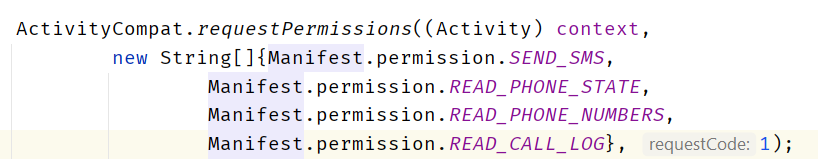 ActivityCompat.requestPermissions((Activity) context,
new String[]{Manifest.permission.SEND_SMS,
Manifest.permission.READ_PHONE_STATE,
Manifest.permission.READ_PHONE_NUMBERS,
Manifest.permission.READ_CALL_LOG}, requestCode: 1);